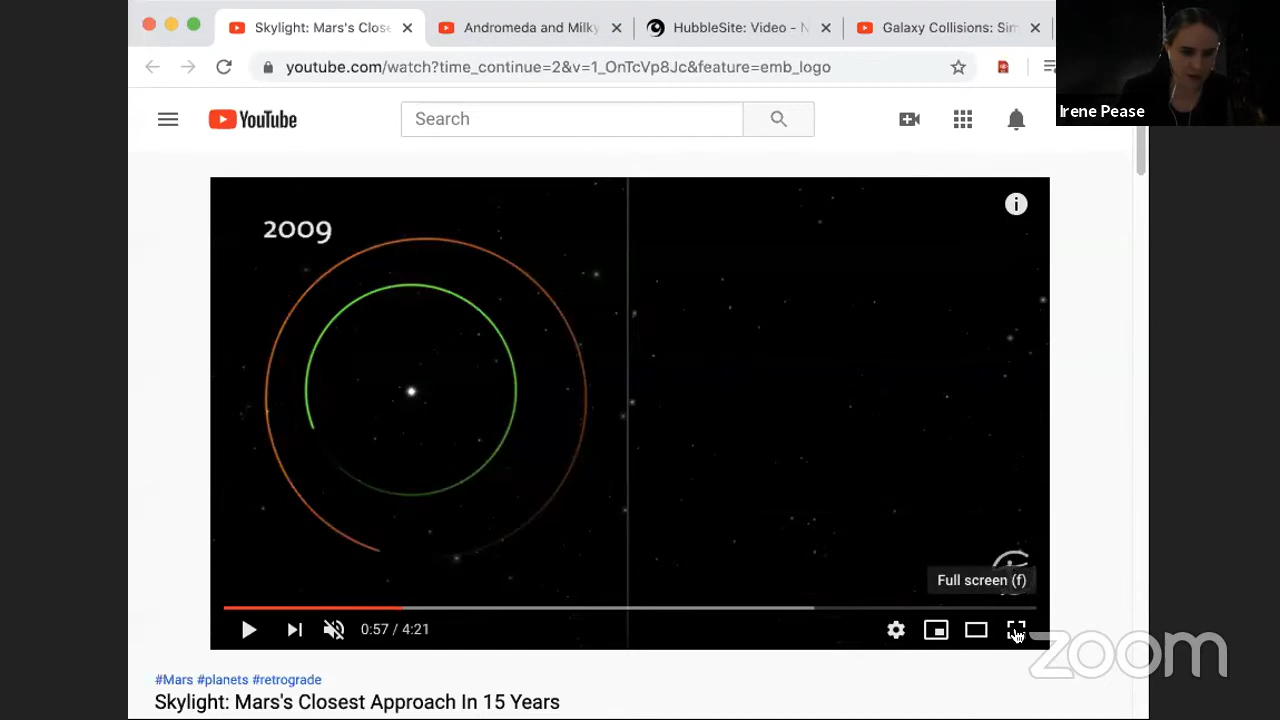 Skylight: Mars's Close
Andromeda and Milky
HubbleSite: Video - N
Galaxy Collisions: Sim
youtube.com/watch?time_continue=2&v=1_OnTcVp8Jc&feature=emb_logo
Irene Pease
YouTube
Search
2009
Full screen (f)
0:57 / 4:21
zoom
#Mars #planets #retrograde
Skylight: Mars's Closest Approach In 15 Years